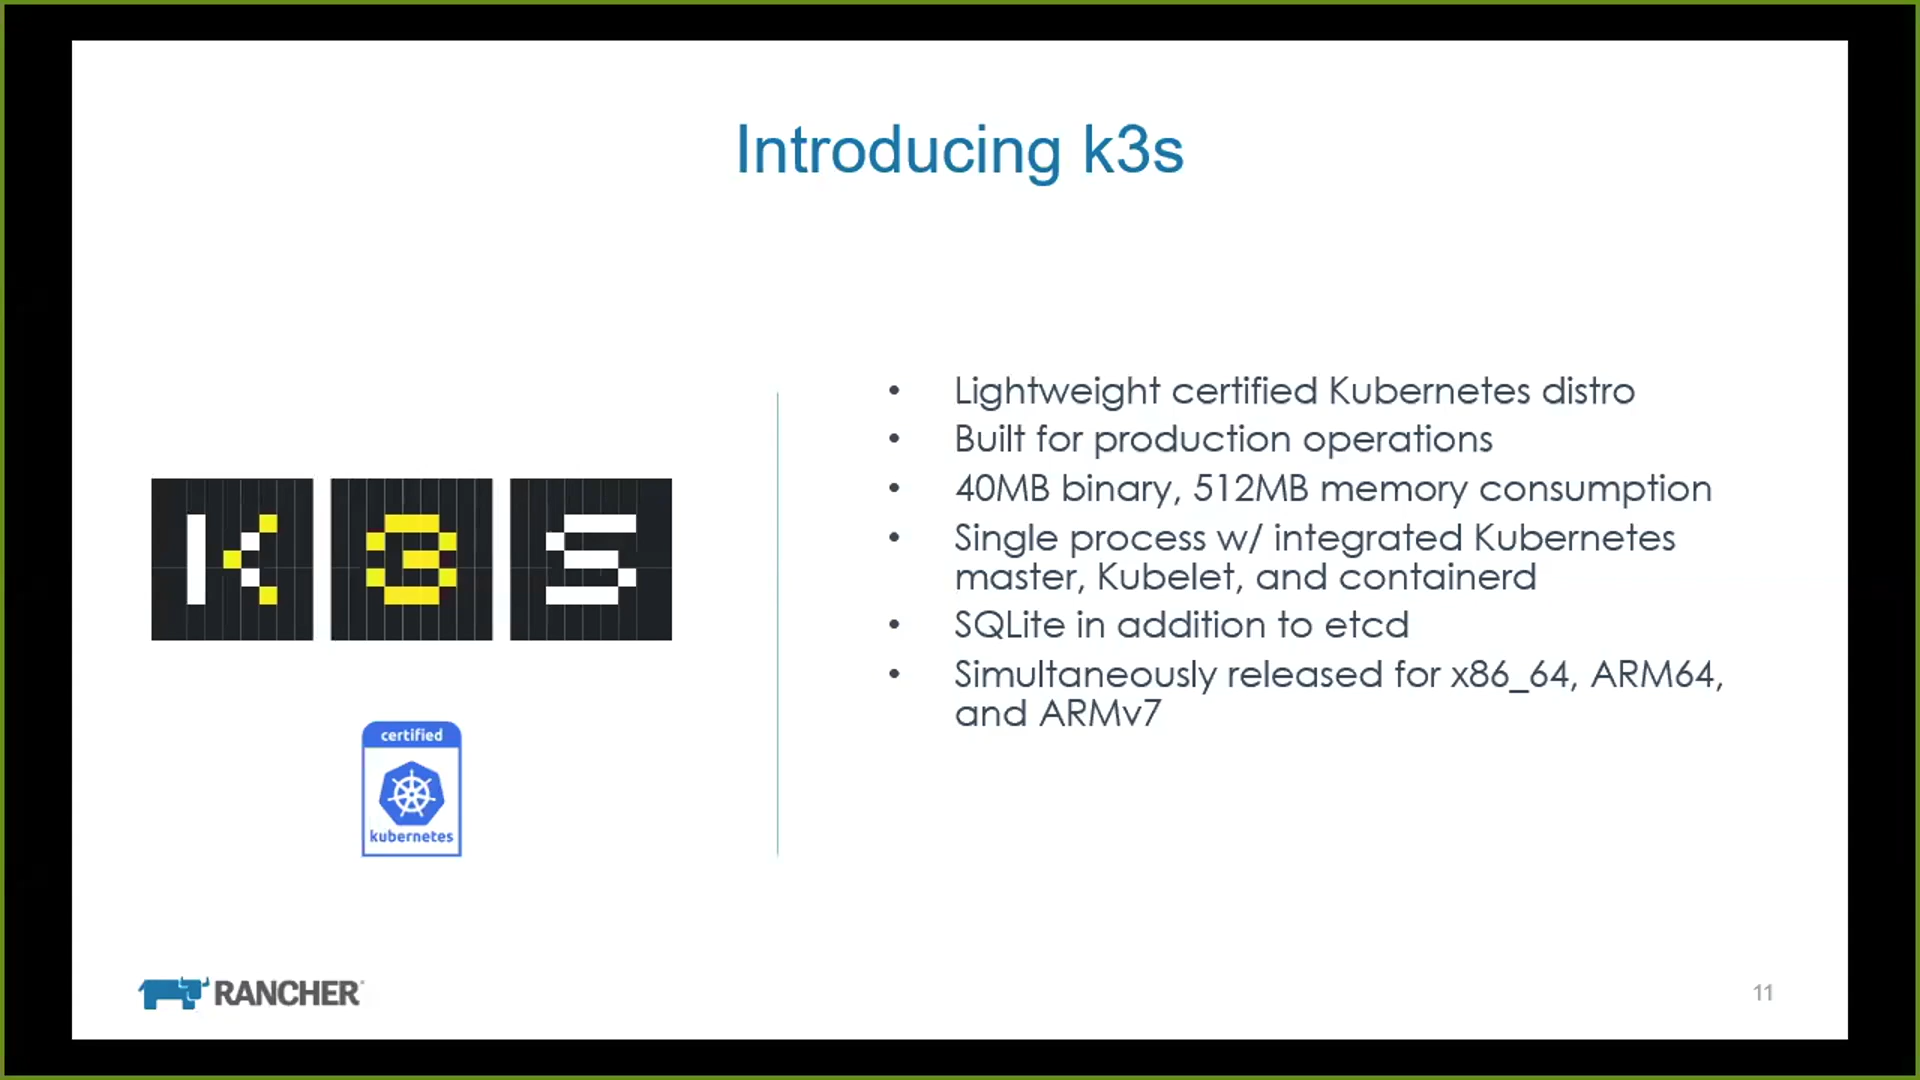 Introducing k3s
• Lightweight certified Kubernetes distro
• Built for production operations
• 40MB binary, 512MB memory consumption
• Single process w/ integrated Kubernetes
master, Kubelet, and containerd
• SQLite in addition to etcd
• Simultaneously released for x86_64, ARM64,
and ARMv7
K3S
certified
kubernetes
RANCHER
11